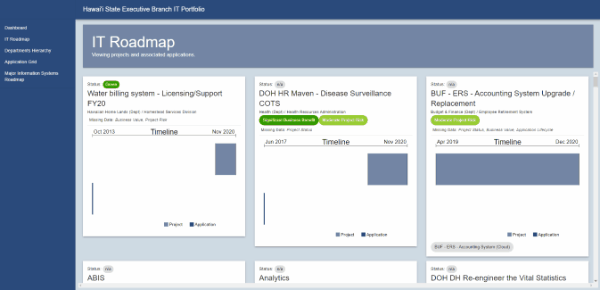 Hawai'i State Executive Branch IT Portfolio
Dashboard
IT Roadmap
Department's Hierarchy
Application Grid
Major Information Systems
Roadmap
IT Roadmap
Viewing projects and associated applications.
Status: Green
Water billing system - Licensing/Support
FY20
Hawaiian Home Lands (Dept) / Homestead Services Division
Missing Data: Business Value Project Risk
Oct 2013 Timeline Nov 2020
Project Application
Status: n/a
DOH HR Maven - Disease Surveillance
COTS
Health (Dept) / Health Resources Administration
Significant Business Benefit Moderate Project Risk
Missing Data: Project Status
Jun 2017 Timeline Nov 2020
Project Application
Status: n/a
BUF - ERS - Accounting System Upgrade /
Replacement
Budget & Finance (Dept) / Employee Retirement System
Moderate Project Risk
Missing Data: Project Status, Business Value, Application Lifecycle
Apr 2019 Timeline Dec 2020
Project Application
BUF - ERS - Accounting System (Cloud)
Status: n/a
ABIS
Status: n/a
Analytics
Status: n/a
DOH DH Re-engineer the Vital Statistics